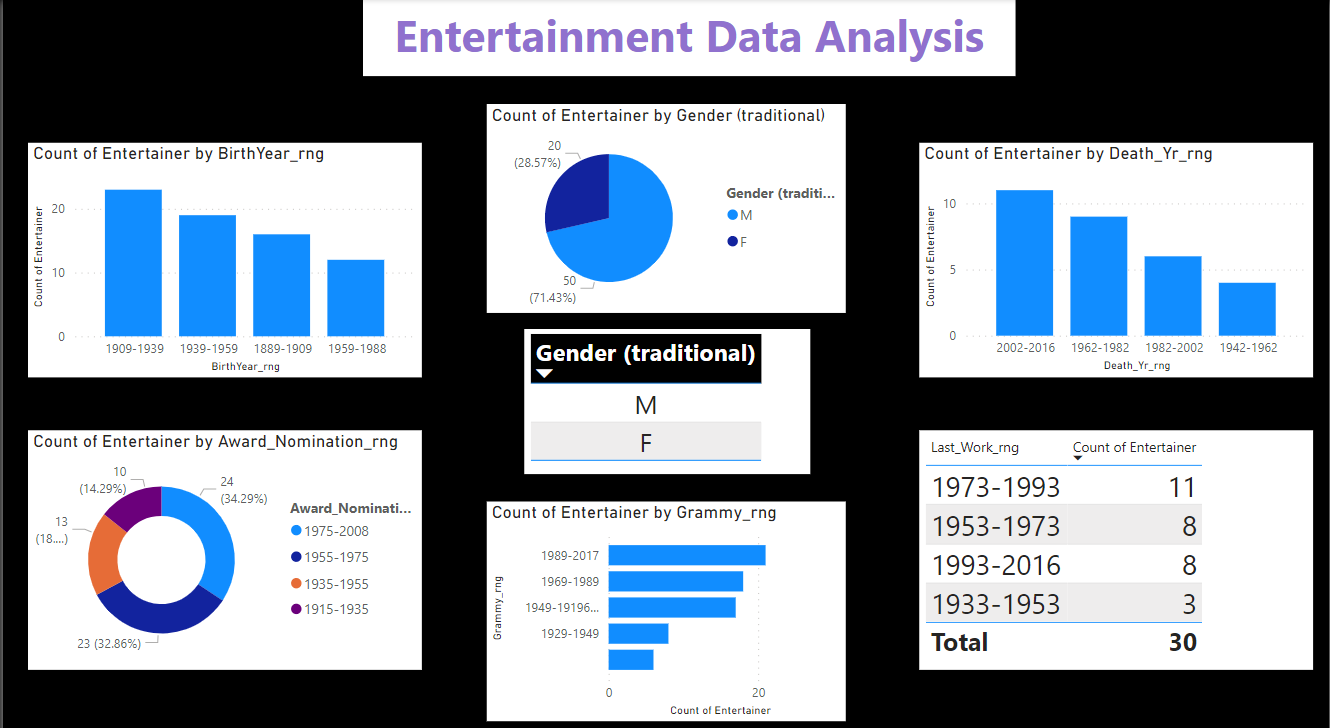 Entertainment Data Analysis
Count of Entertainer by BirthYear_rng
Count of Entertainer
20
10
0
1909-1939 1939-1959 1889-1909 1959-1988
BirthYear_rng
Count of Entertainer by Gender (traditional)
20
(28.57%)
50
(71.43%)
Gender (traditi...
M
F
Count of Entertainer by Death_Yr_rng
Count of Entertainer
10
5
0
2002-2016 1962-1982 1982-2002 1942-1962
Death_Yr_rng
Gender (traditional)
M
F
Count of Entertainer by Award_Nomination_rng
10
(14.29%)
24
(34.29%)
13
(18....)
23 (32.86%)
Award_Nominati...
1975-2008
1955-1975
1935-1955
1915-1935
Count of Entertainer by Grammy_rng
Grammy_rng
1989-2017
1969-1989
1949-19196...
1929-1949
0 20
Count of Entertainer
Last_Work_rng Count of Entertainer
1973-1993 11
1953-1973 8
1993-2016 8
1933-1953 3
Total 30